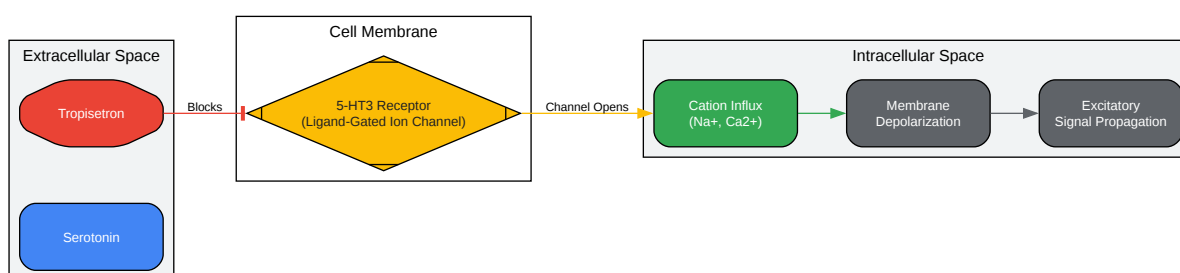 Extracellular Space
Tropisetron
Serotonin
Blocks
Cell Membrane
5-HT3 Receptor
(Ligand-Gated Ion Channel)
Channel Opens
Intracellular Space
Cation Influx
(Na+, Ca2+)
Membrane
Depolarization
Excitatory
Signal Propagation